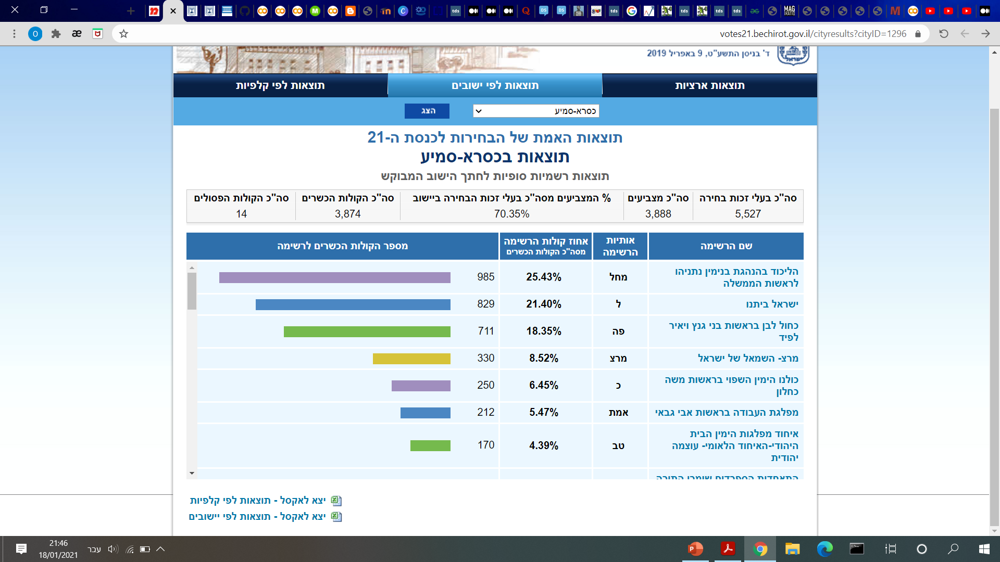 votes21.bechirot.gov.il/cityresults?cityID=1296
ד' בניסן התשע"ט, 9 באפריל 2019
תוצאות ארציות
תוצאות לפי ישובים
תוצאות לפי קלפיות
כסרא-סמיע
הצג
תוצאות האמת של הבחירות לכנסת ה-21
תוצאות בכסרא-סמיע
תוצאות רשמיות סופיות לחתך הישוב המבוקש
סה"כ בעלי זכות בחירה
5,527
סה"כ מצביעים
3,888
% המצביעים מסה"כ בעלי זכות הבחירה ביישוב
70.35%
סה"כ הקולות הכשרים
3,874
סה"כ הקולות הפסולים
14
שם הרשימה
אותיות
הרשימה
אחוז קולות הרשימה
מסה"כ הקולות הכשרים
מספר הקולות הכשרים לרשימה
הליכוד בהנהגת בנימין נתניהו
לראשות הממשלה
מחל
25.43%
985
ישראל ביתנו
ל
21.40%
829
כחול לבן בראשות בני גנץ ויאיר
לפיד
פה
18.35%
711
מרצ- השמאל של ישראל
מרצ
8.52%
330
כולנו הימין השפוי בראשות משה
כחלון
כ
6.45%
250
מפלגת העבודה בראשות אבי גבאי
אמת
5.47%
212
איחוד מפלגות הימין הבית
היהודי-האיחוד הלאומי- עוצמה
יהודית
טב
4.39%
170
התאחדות הספרדים שומרי התורה
יצא לאקסל - תוצאות לפי קלפיות
יצא לאקסל - תוצאות לפי יישובים
21:46
18/01/2021
עבר